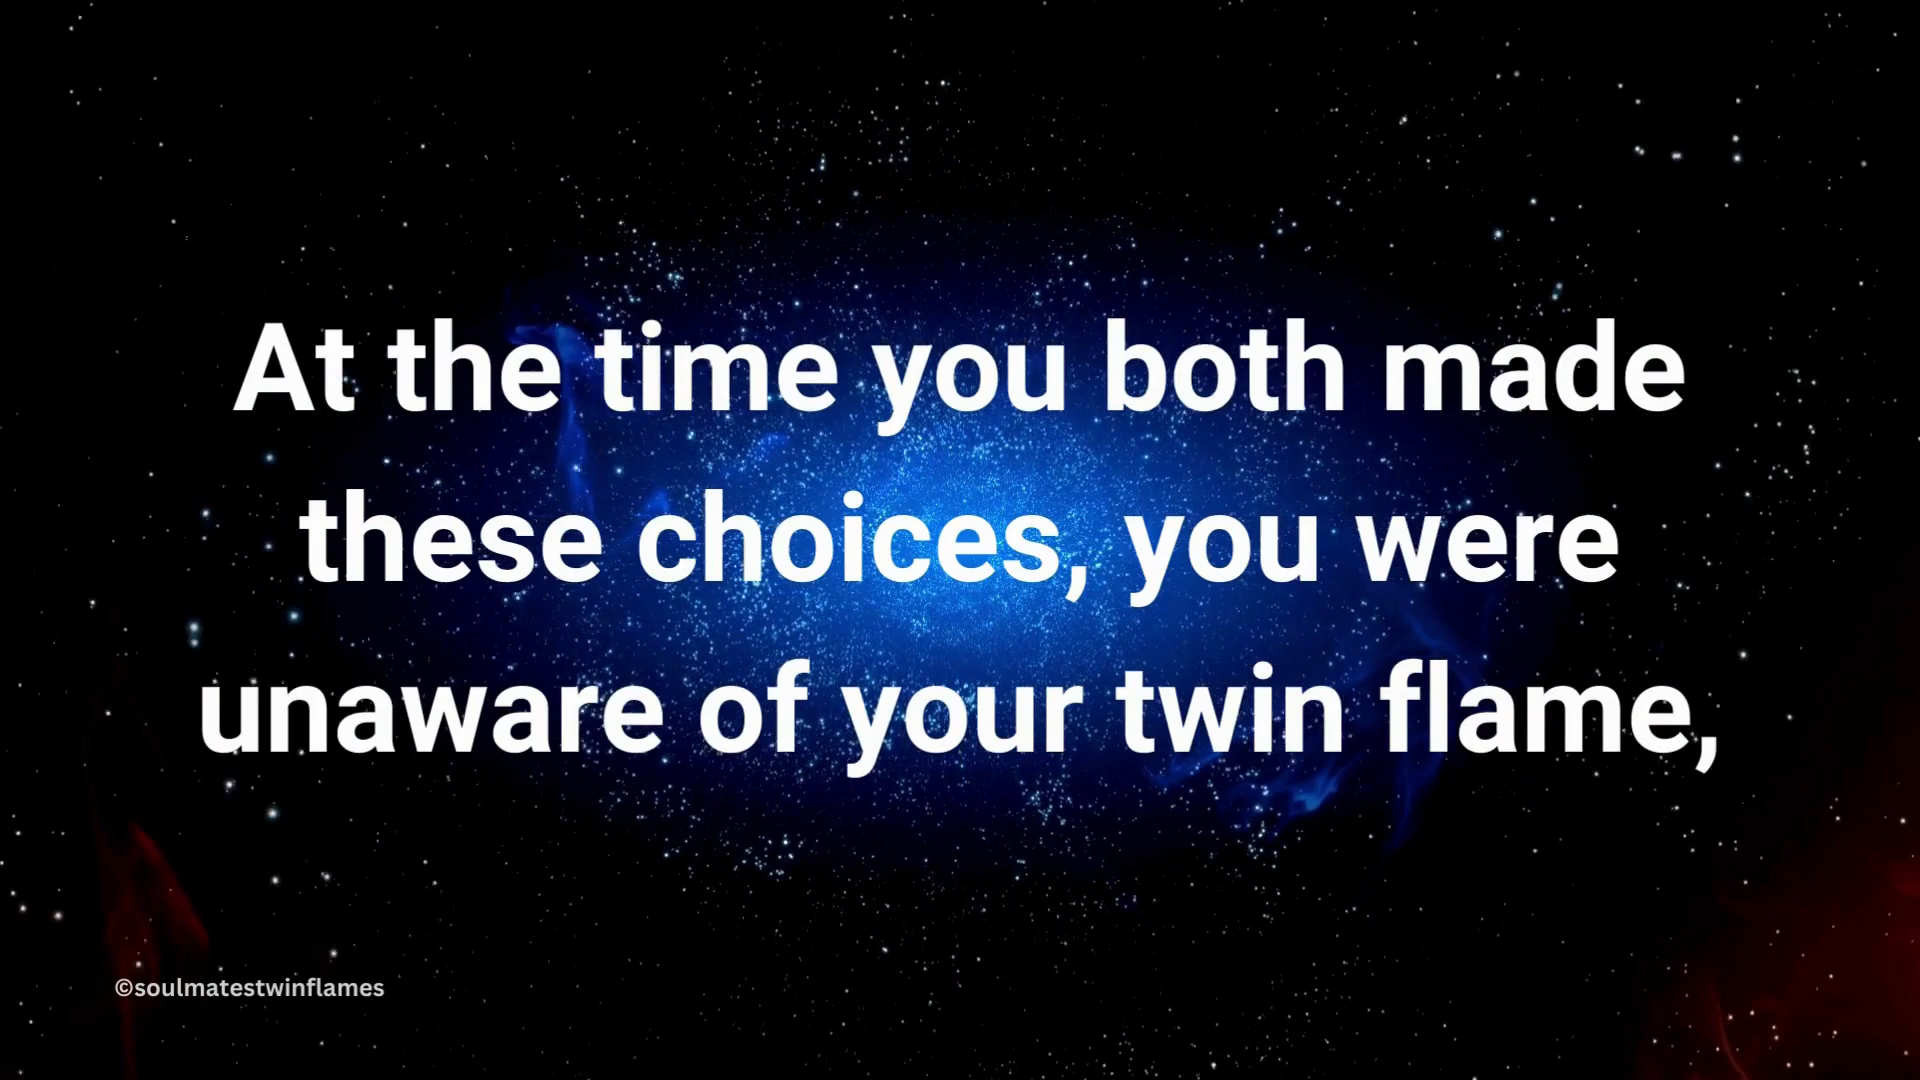 At the time you both made
these choices, you were
unaware of your twin flame,
©soulmatestwinflames